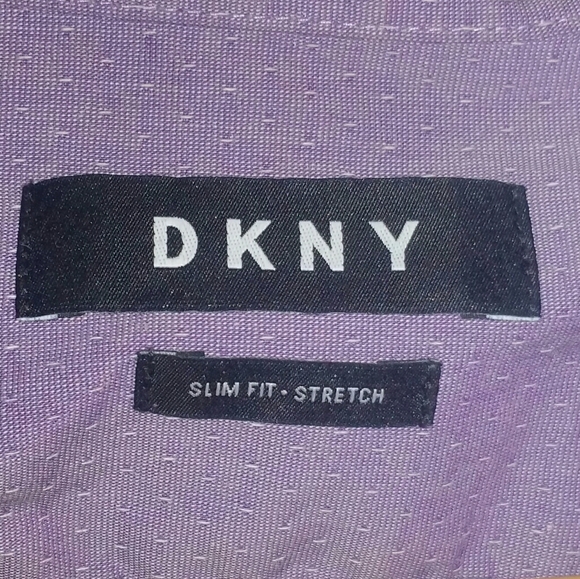 DKNY
SLIM FIT • STRETCH